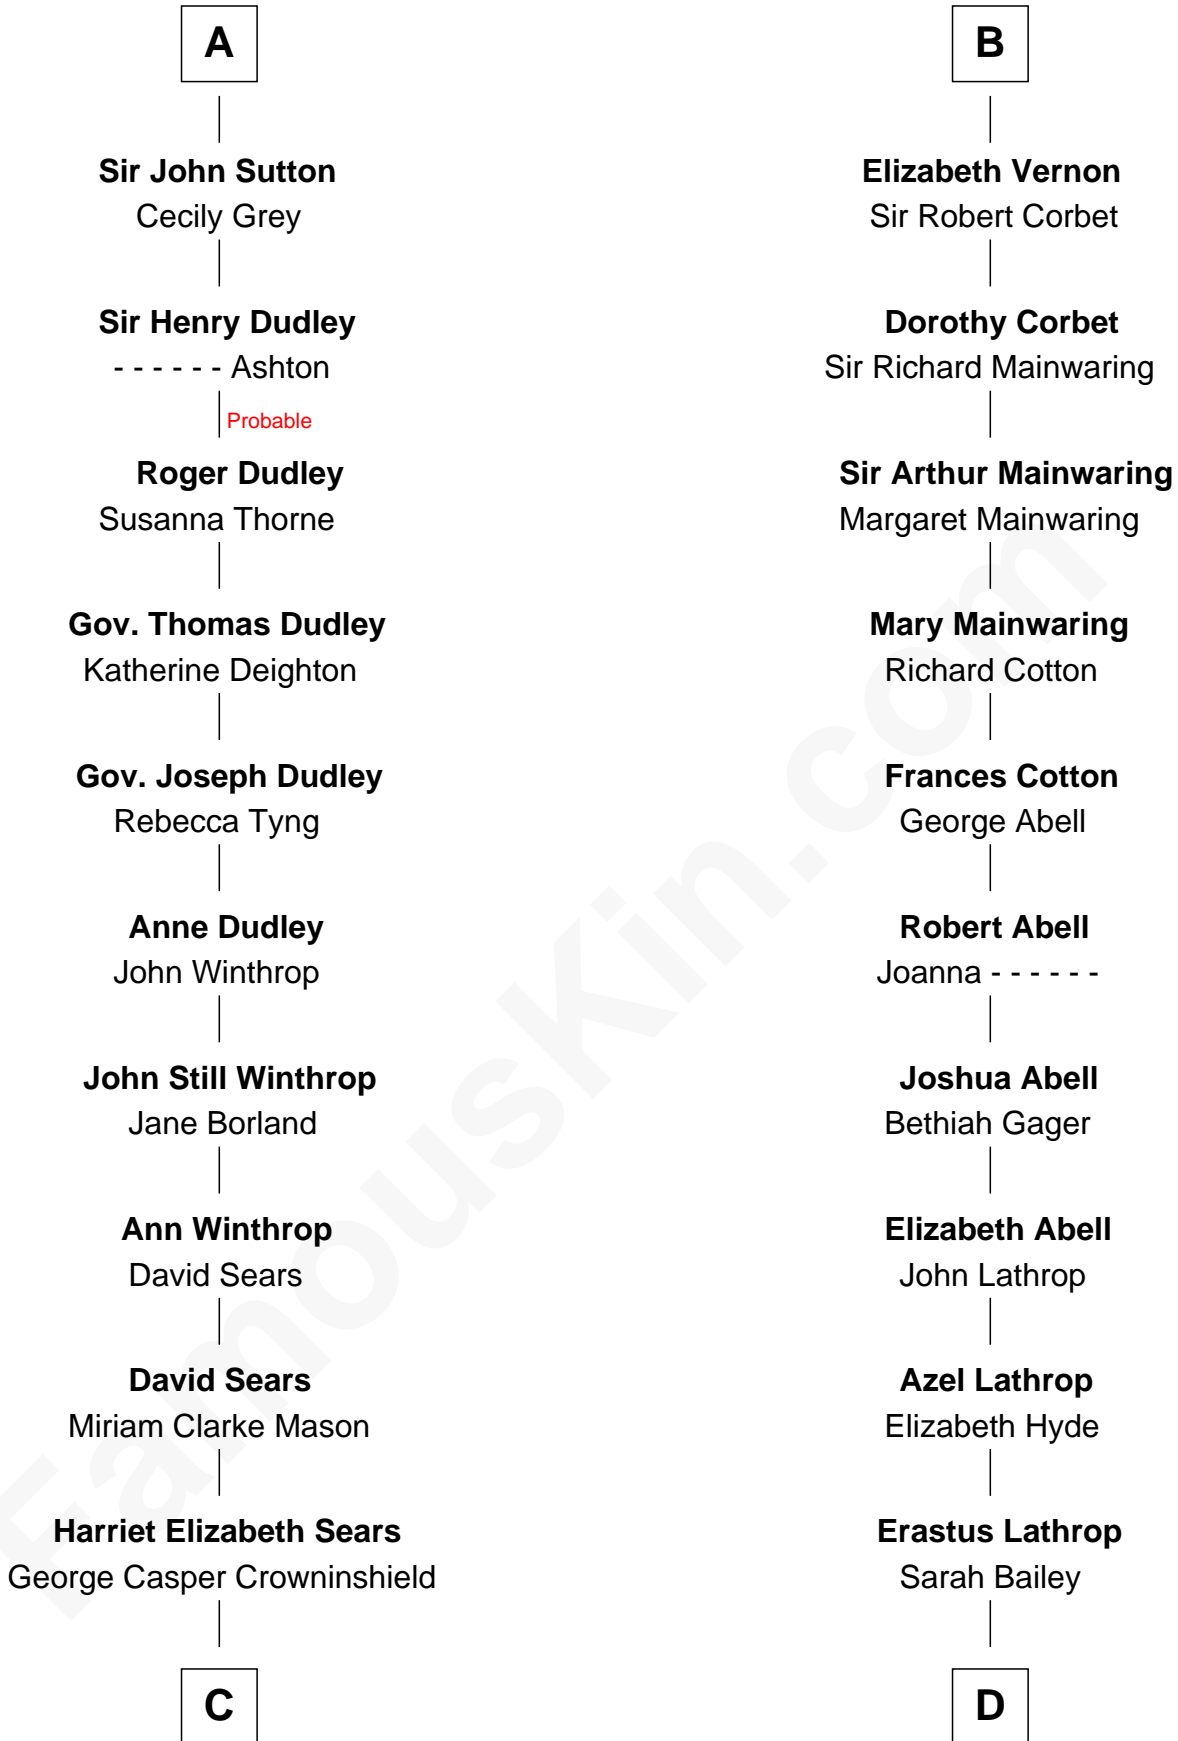 A
Sir John Sutton
Cecily Grey
Sir Henry Dudley
- - - - - - Ashton
Probable
Roger Dudley
Susanna Thorne
Gov. Thomas Dudley
Katherine Deighton
Gov. Joseph Dudley
Rebecca Tyng
Anne Dudley
John Winthrop
John Still Winthrop
Jane Borland
Ann Winthrop
David Sears
David Sears
Miriam Clarke Mason
Harriet Elizabeth Sears
George Casper Crowninshield
C
B
Elizabeth Vernon
Sir Robert Corbet
Dorothy Corbet
Sir Richard Mainwaring
Sir Arthur Mainwaring
Margaret Mainwaring
Mary Mainwaring
Richard Cotton
Frances Cotton
George Abell
Robert Abell
Joanna - - - - - -
Joshua Abell
Bethiah Gager
Elizabeth Abell
John Lathrop
Azel Lathrop
Elizabeth Hyde
Erastus Lathrop
Sarah Bailey
D
FamousKin.com